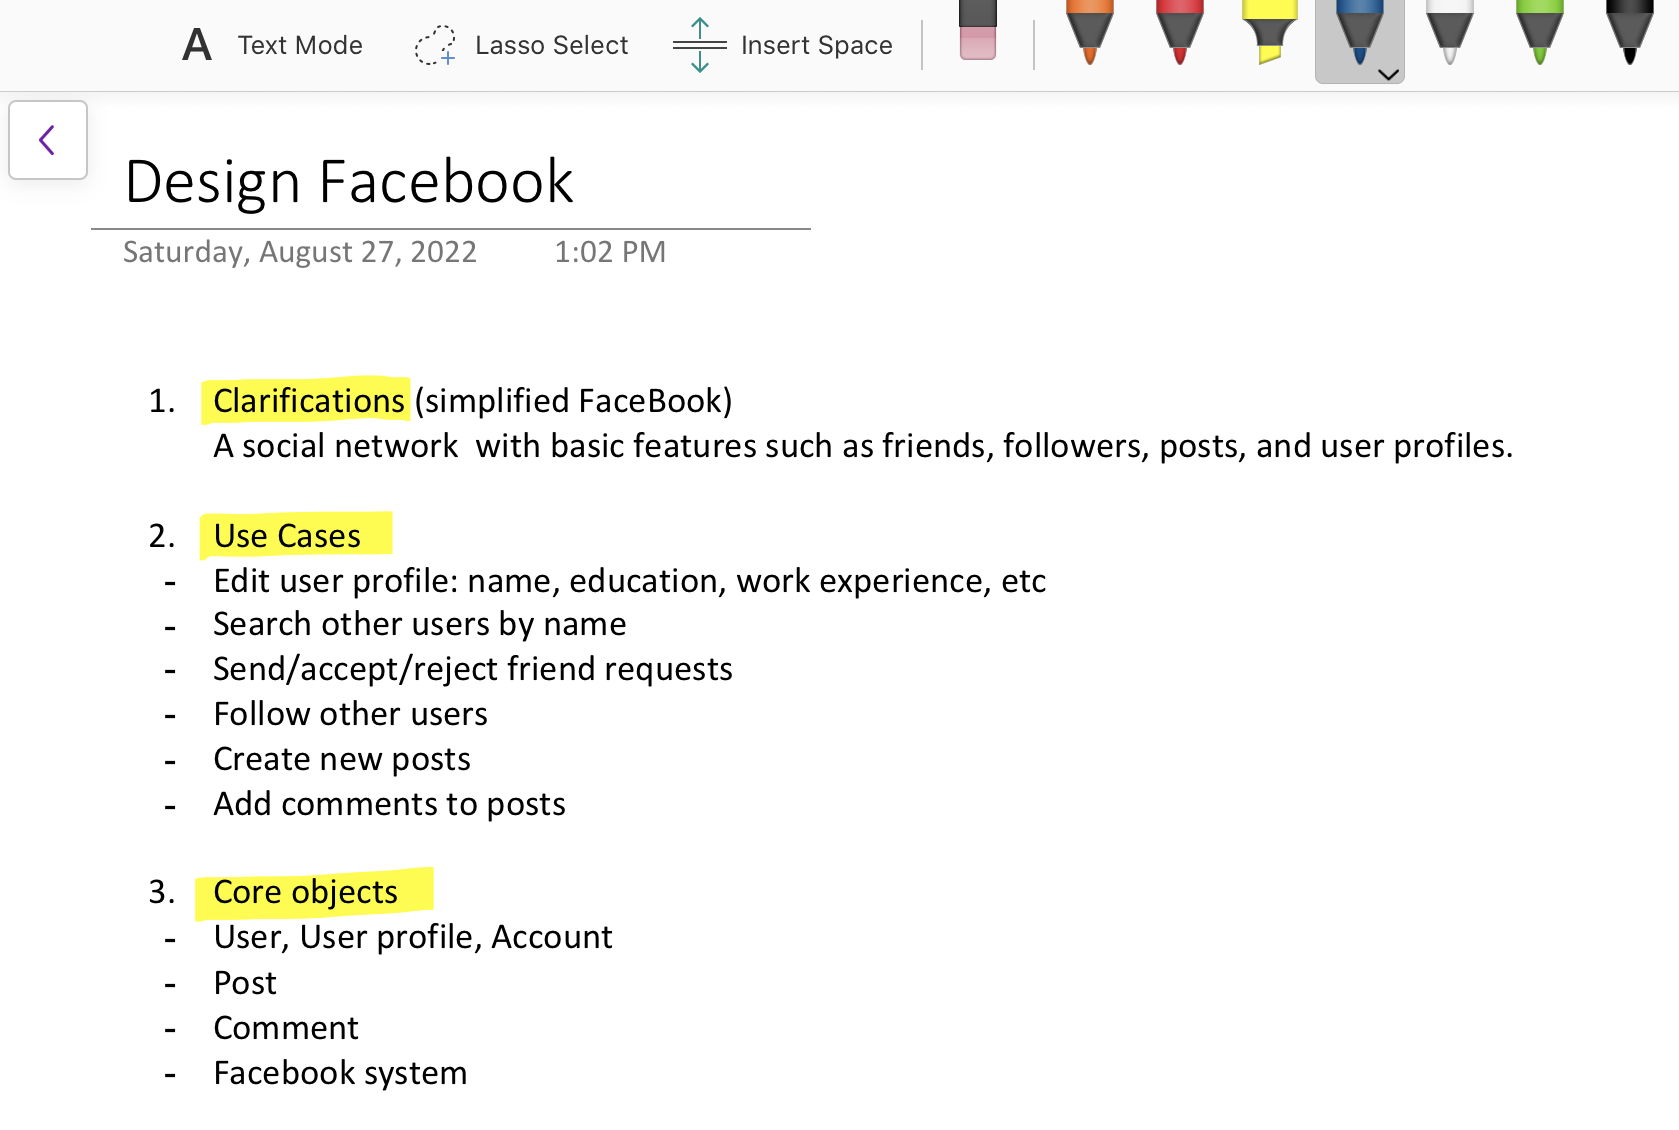 A Text Mode Lasso Select Insert Space
Design Facebook
Saturday, August 27, 2022 1:02 PM
1. Clarifications (simplified FaceBook)
A social network with basic features such as friends, followers, posts, and user profiles.
2. Use Cases
- Edit user profile: name, education, work experience, etc
- Search other users by name
- Send/accept/reject friend requests
- Follow other users
- Create new posts
- Add comments to posts
3. Core objects
- User, User profile, Account
- Post
- Comment
- Facebook system